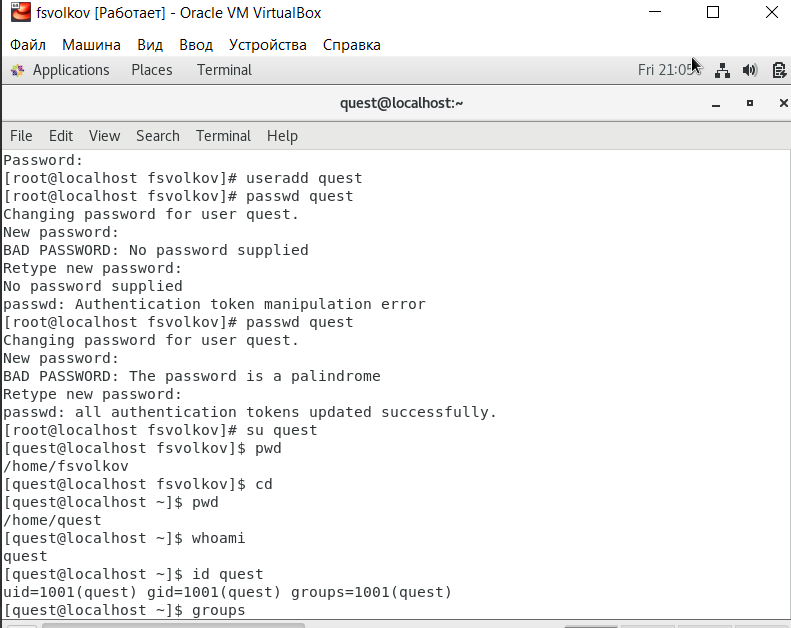 fsvolkov [Работает] - Oracle VM VirtualBox
Файл Машина Вид Ввод Устройства Справка
Applications Places Terminal Fri 21:05
quest@localhost:~
File Edit View Search Terminal Help
Password:
[root@localhost fsvolkov]# useradd quest
[root@localhost fsvolkov]# passwd quest
Changing password for user quest.
New password:
BAD PASSWORD: No password supplied
Retype new password:
No password supplied
passwd: Authentication token manipulation error
[root@localhost fsvolkov]# passwd quest
Changing password for user quest.
New password:
BAD PASSWORD: The password is a palindrome
Retype new password:
passwd: all authentication tokens updated successfully.
[root@localhost fsvolkov]# su quest
[quest@localhost fsvolkov]$ pwd
/home/fsvolkov
[quest@localhost fsvolkov]$ cd
[quest@localhost ~]$ pwd
/home/quest
[quest@localhost ~]$ whoami
quest
[quest@localhost ~]$ id quest
uid=1001(quest) gid=1001(quest) groups=1001(quest)
[quest@localhost ~]$ groups